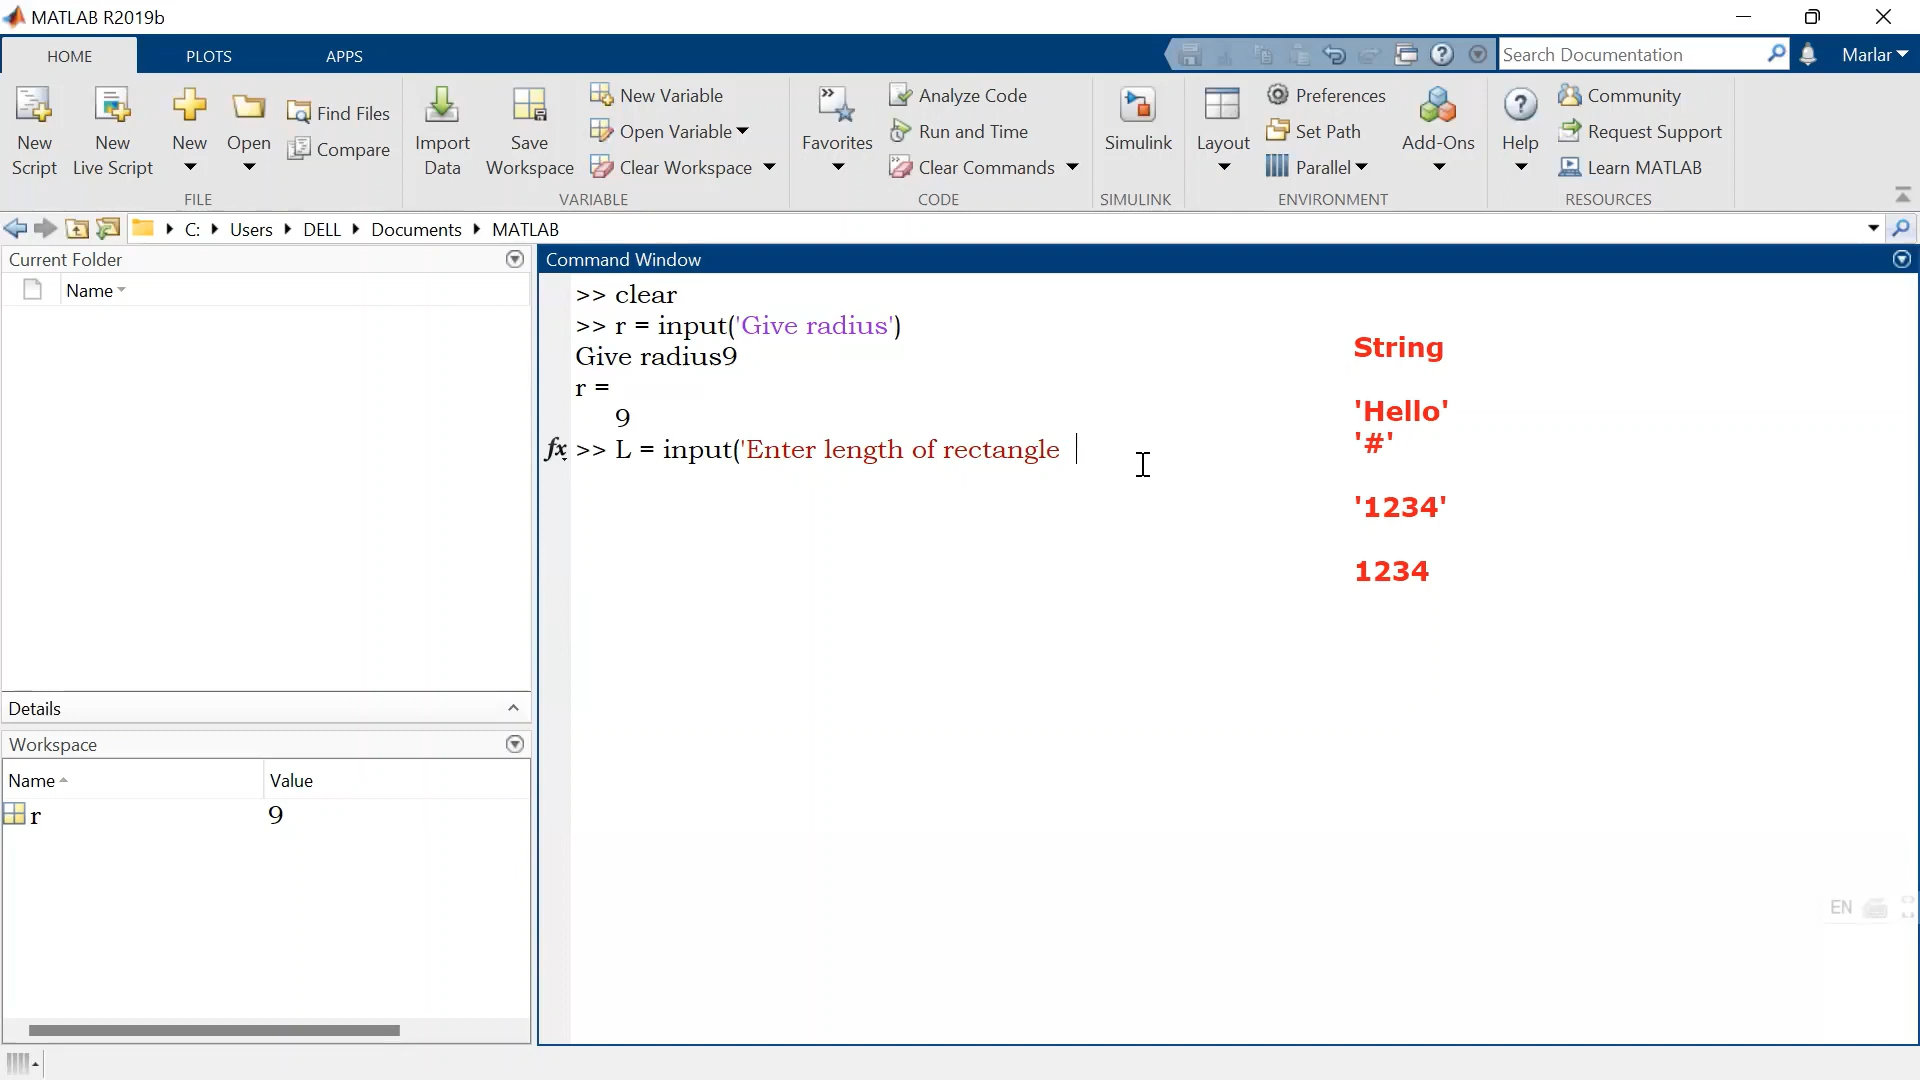 MATLAB R2019b
HOME
PLOTS
APPS
Search Documentation
Marlar
New Script
New Live Script
New
Open
Find Files
Compare
FILE
Import Data
Save Workspace
New Variable
Open Variable
Clear Workspace
VARIABLE
Favorites
Analyze Code
Run and Time
Clear Commands
CODE
Simulink
SIMULINK
Layout
Preferences
Set Path
Parallel
Add-Ons
ENVIRONMENT
Help
Community
Request Support
Learn MATLAB
RESOURCES
C: Users DELL Documents MATLAB
Current Folder
Name
Details
Workspace
Name Value
r 9
Command Window
>> clear
>> r = input('Give radius')
Give radius9
r =
9
fx >> L = input('Enter length of rectangle
String
'Hello'
'#'
'1234'
1234
EN